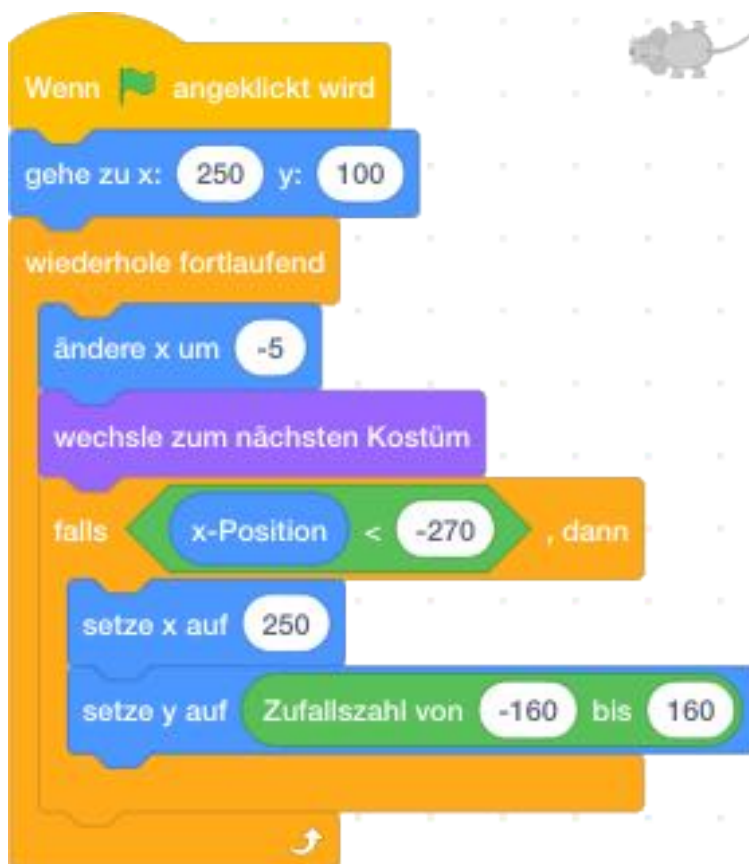 Wenn angeklickt wird
gehe zu x: 250 y: 100
wiederhole fortlaufend
ändere x um -5
wechsle zum nächsten Kostüm
falls x-Position < -270 , dann
setze x auf 250
setze y auf Zufallszahl von -160 bis 160